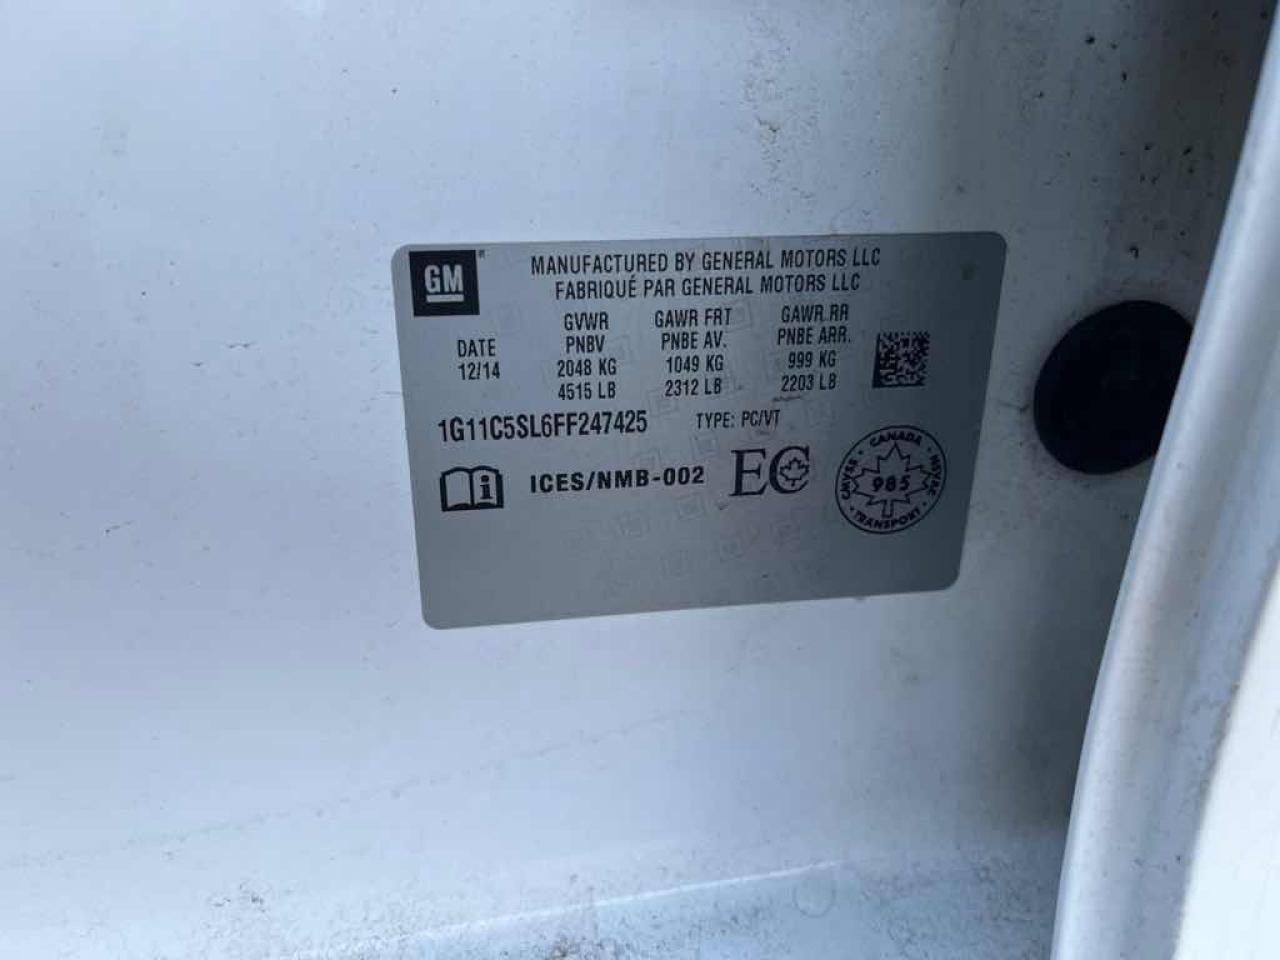 GM
MANUFACTURED BY GENERAL MOTORS LLC
FABRIQUÉ PAR GENERAL MOTORS LLC
DATE
12/14
GVWR
PNBV
2048 KG
4515 LB
GAWR FRT
PNBE AV.
1049 KG
2312 LB
GAWR RR
PNBE ARR.
999 KG
2203 LB
1G11C5SL6FF247425 TYPE: PC/VT
i ICES/NMB-002 EC
CANADA
CMVSS 985 NSVAC
TRANSPORT